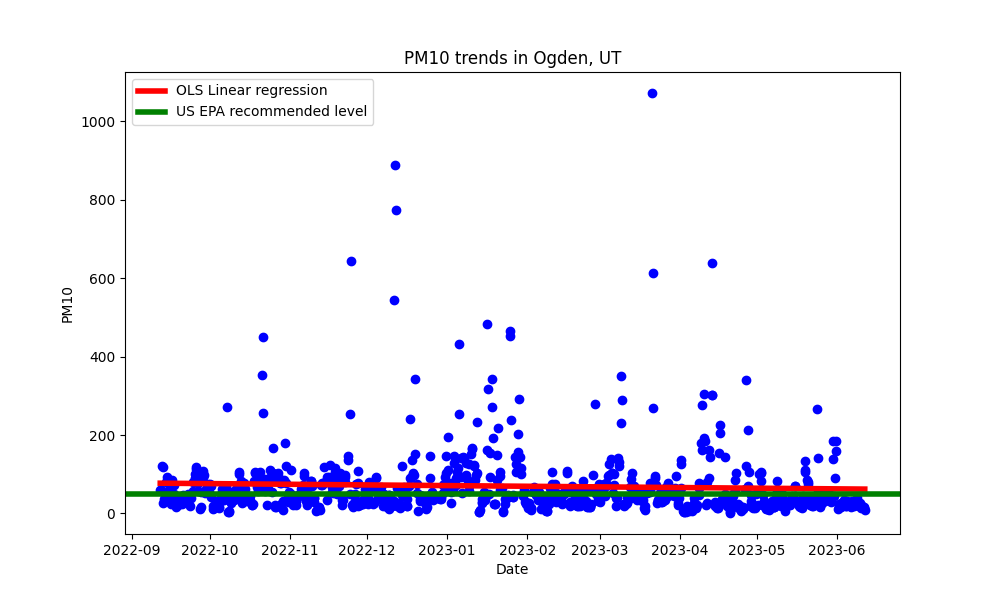 PM10 trends in Ogden, UT
OLS Linear regression
US EPA recommended level
1000
800
600
400
200
0
PM10
2022-09 2022-10 2022-11 2022-12 2023-01 2023-02 2023-03 2023-04 2023-05 2023-06
Date